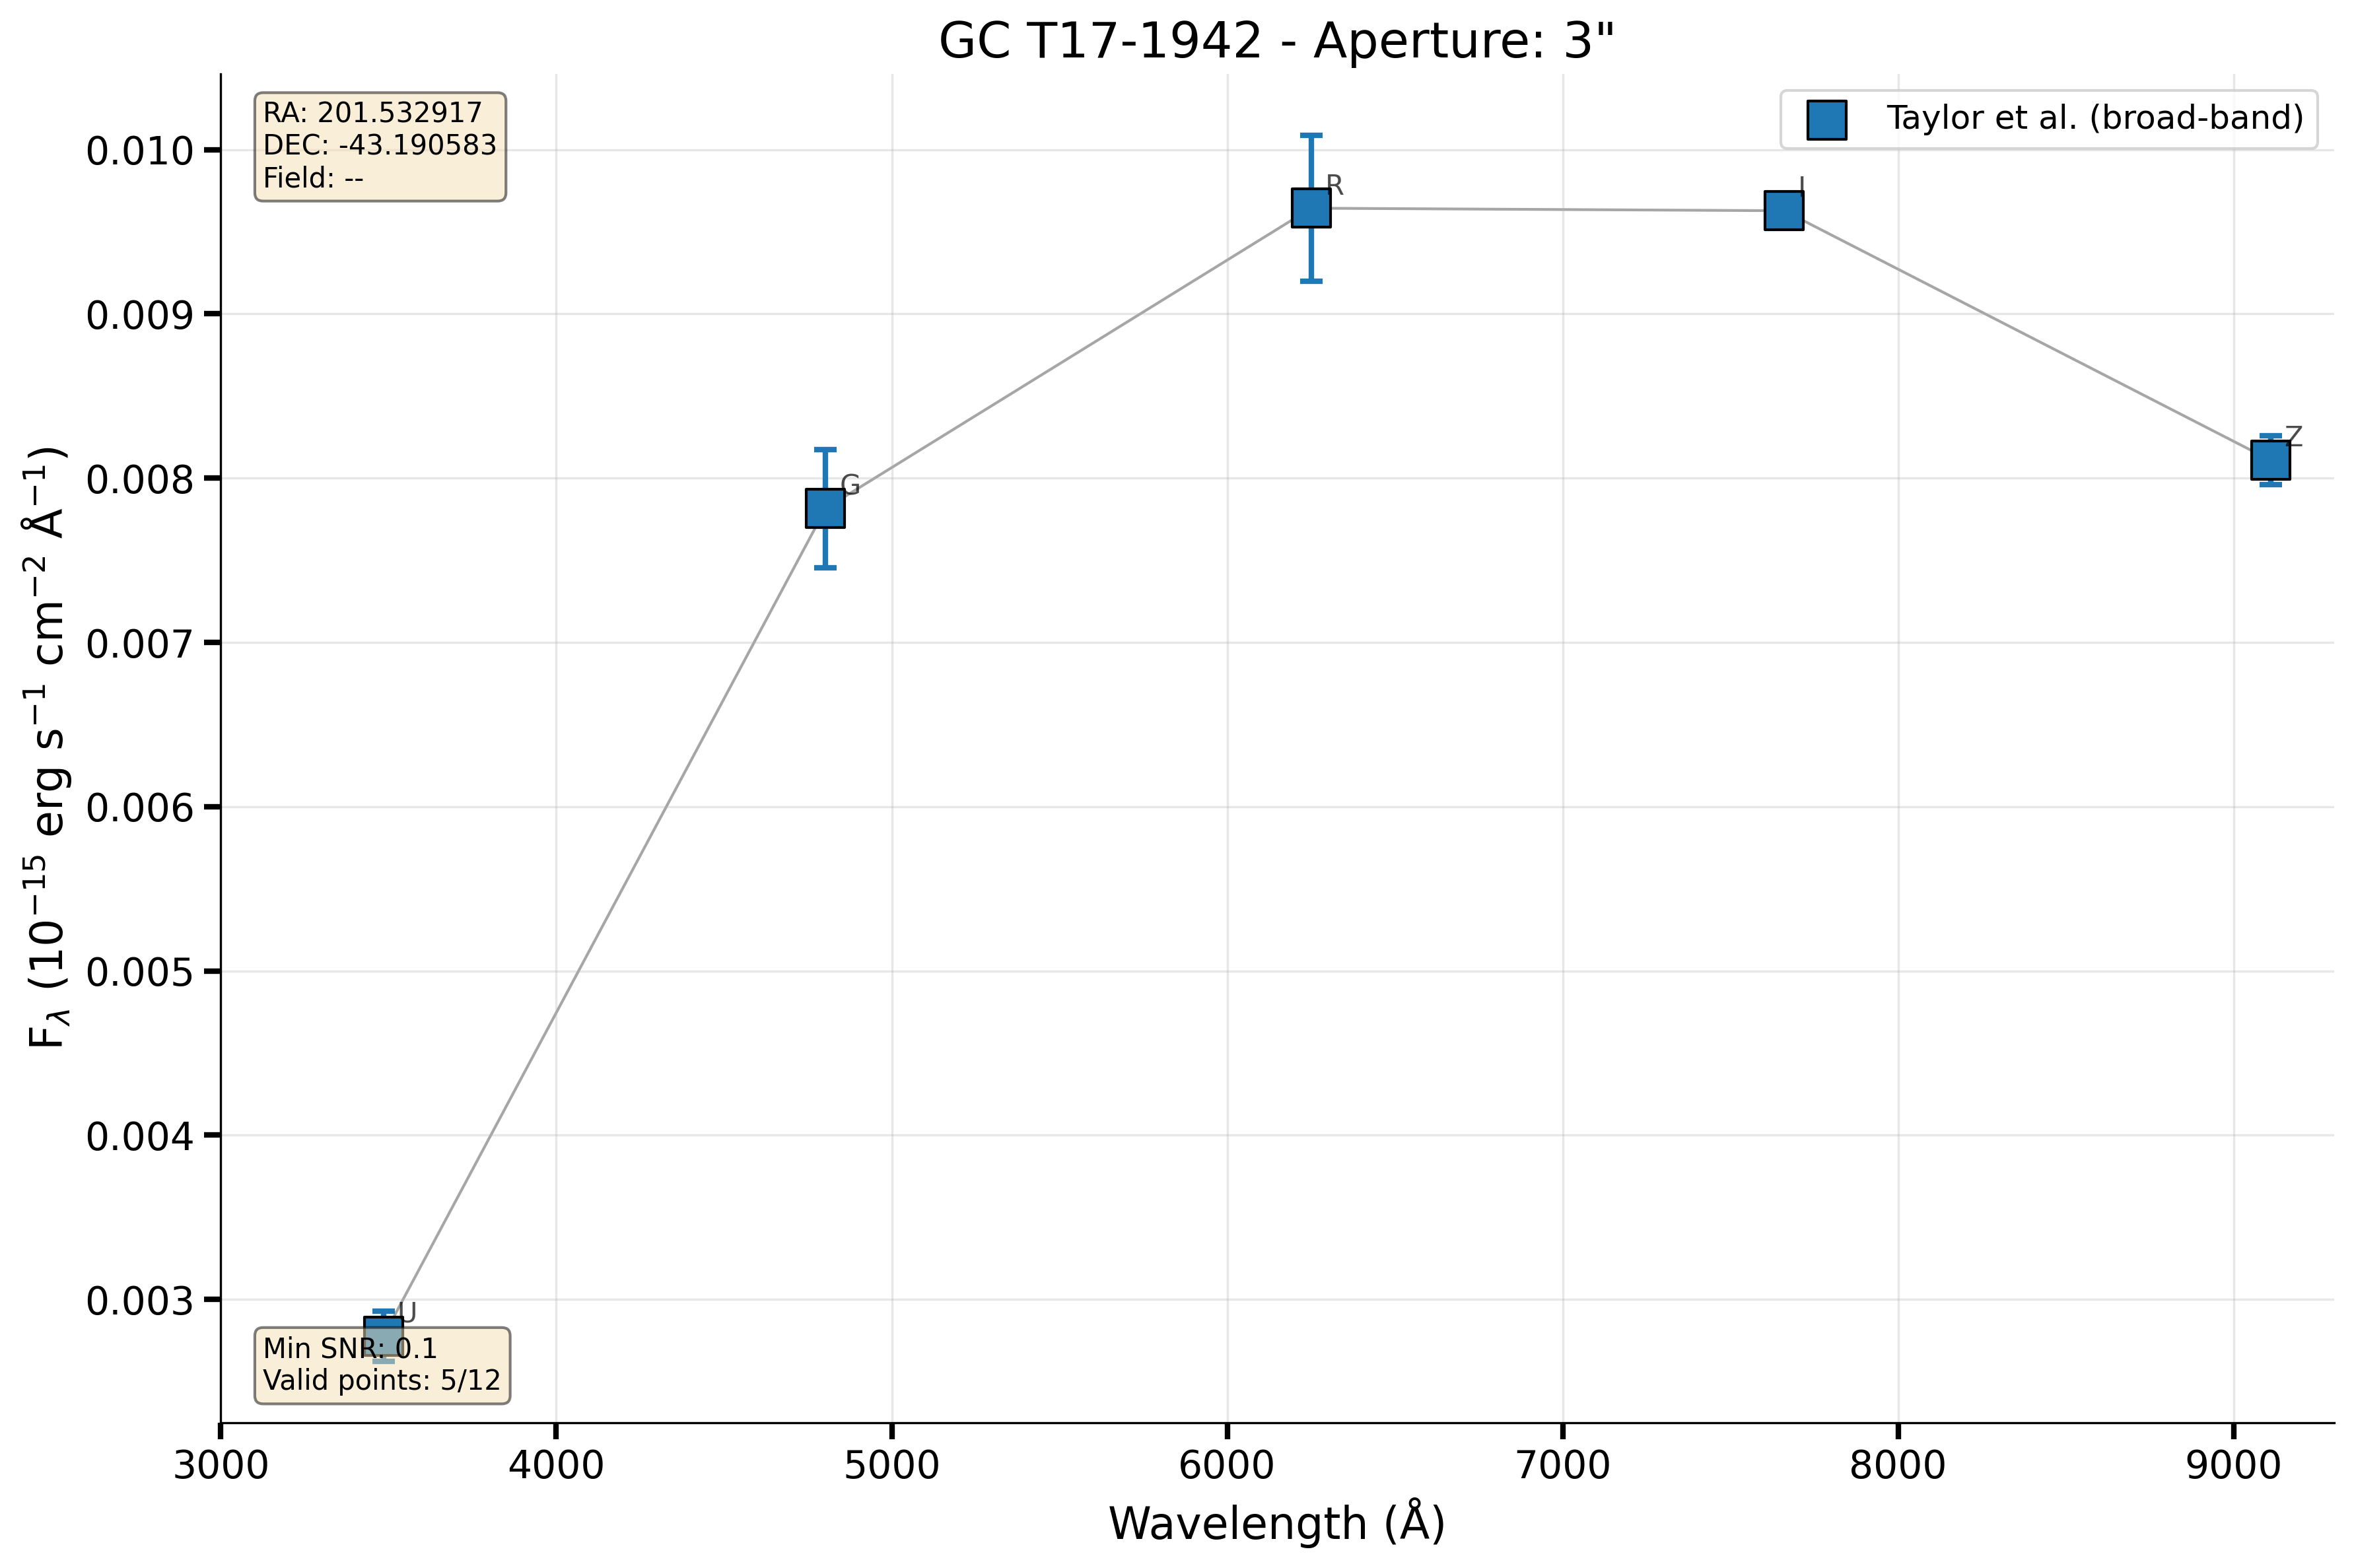 GC T17-1942 - Aperture: 3"
RA: 201.532917
DEC: -43.190583
Field: --
Taylor et al. (broad-band)
R
I
G
Z
U
Min SNR: 0.1
Valid points: 5/12
0.010
0.009
0.008
0.007
0.006
0.005
0.004
0.003
F_λ (10⁻¹⁵ erg s⁻¹ cm⁻² Å⁻¹)
3000 4000 5000 6000 7000 8000 9000
Wavelength (Å)